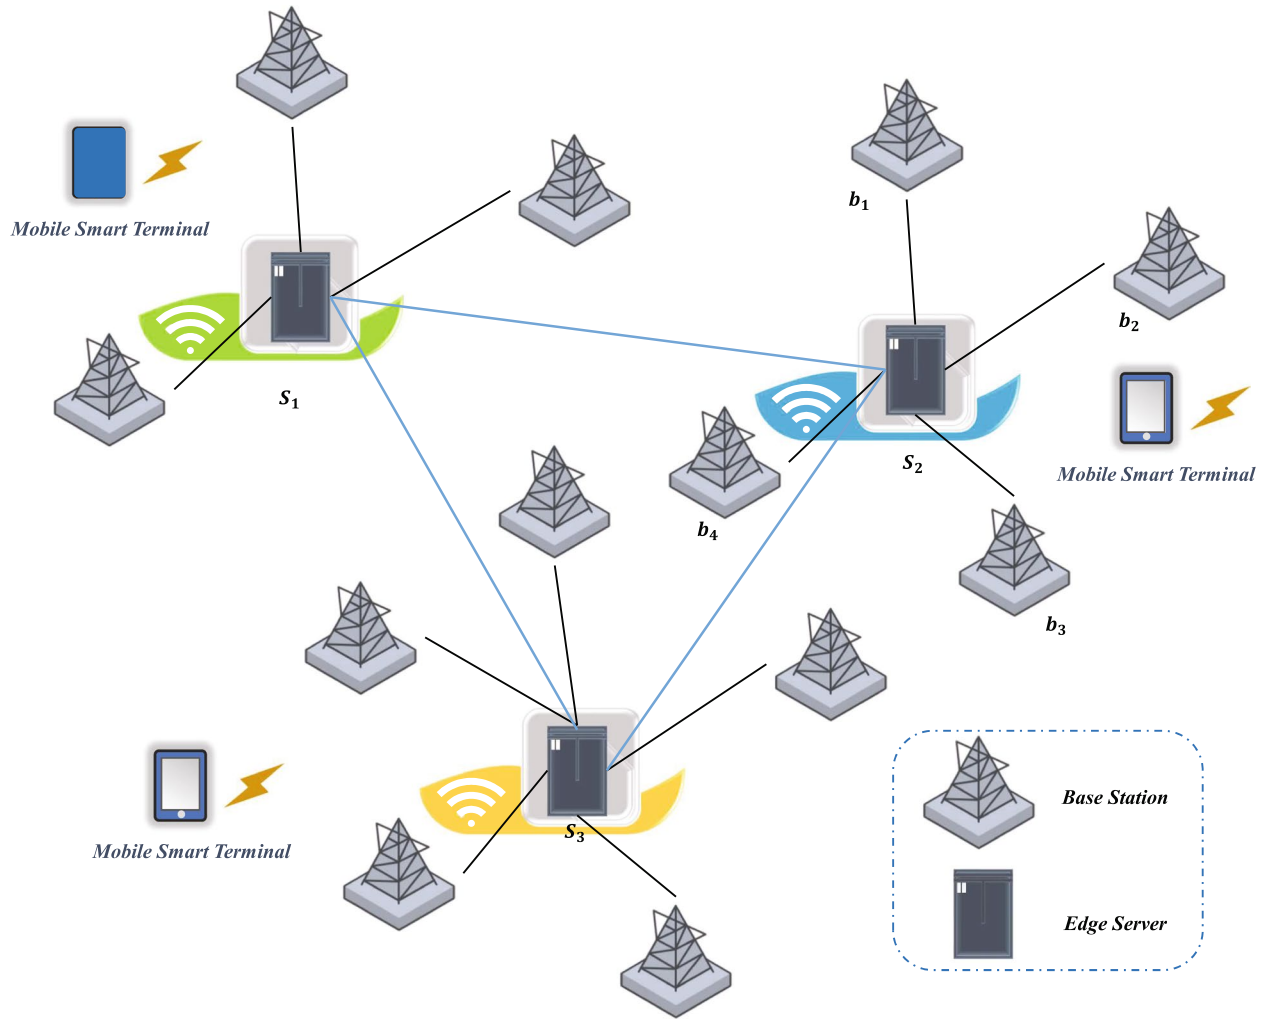 Mobile Smart Terminal
b₁
b₂
S₁
S₂
Mobile Smart Terminal
b₄
b₃
S₃
Mobile Smart Terminal
Base Station
Edge Server